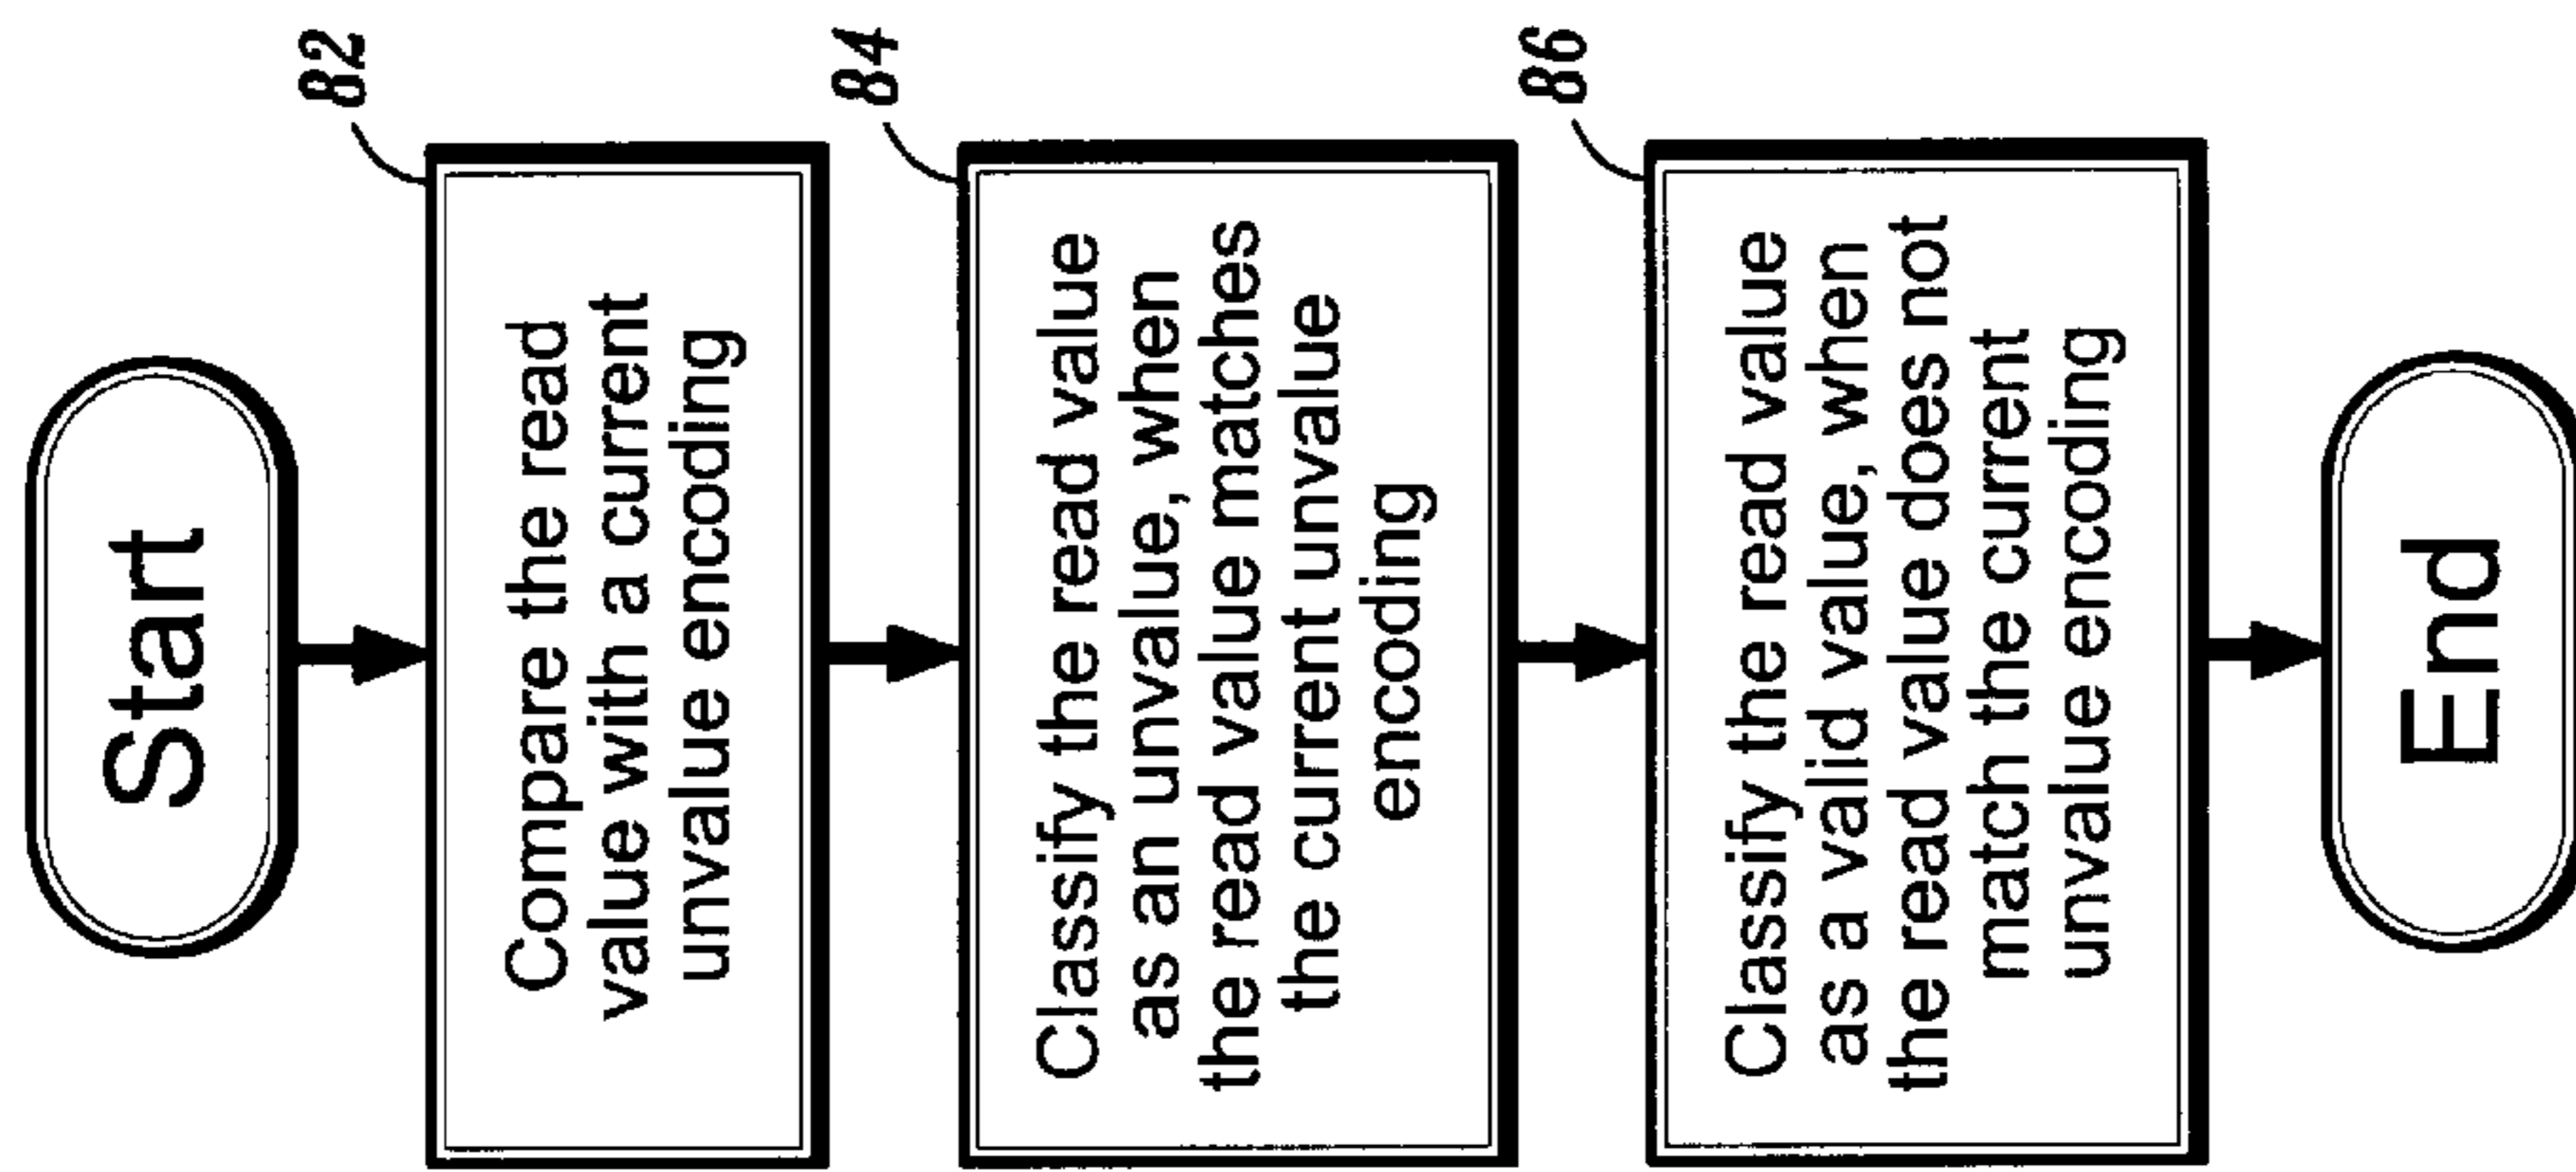 Start
82
Compare the read
value with a current
unvalue encoding
84
Classify the read value
as an unvalue, when
the read value matches
the current unvalue
encoding
86
Classify the read value
as a valid value, when
the read value does not
match the current
unvalue encoding
End